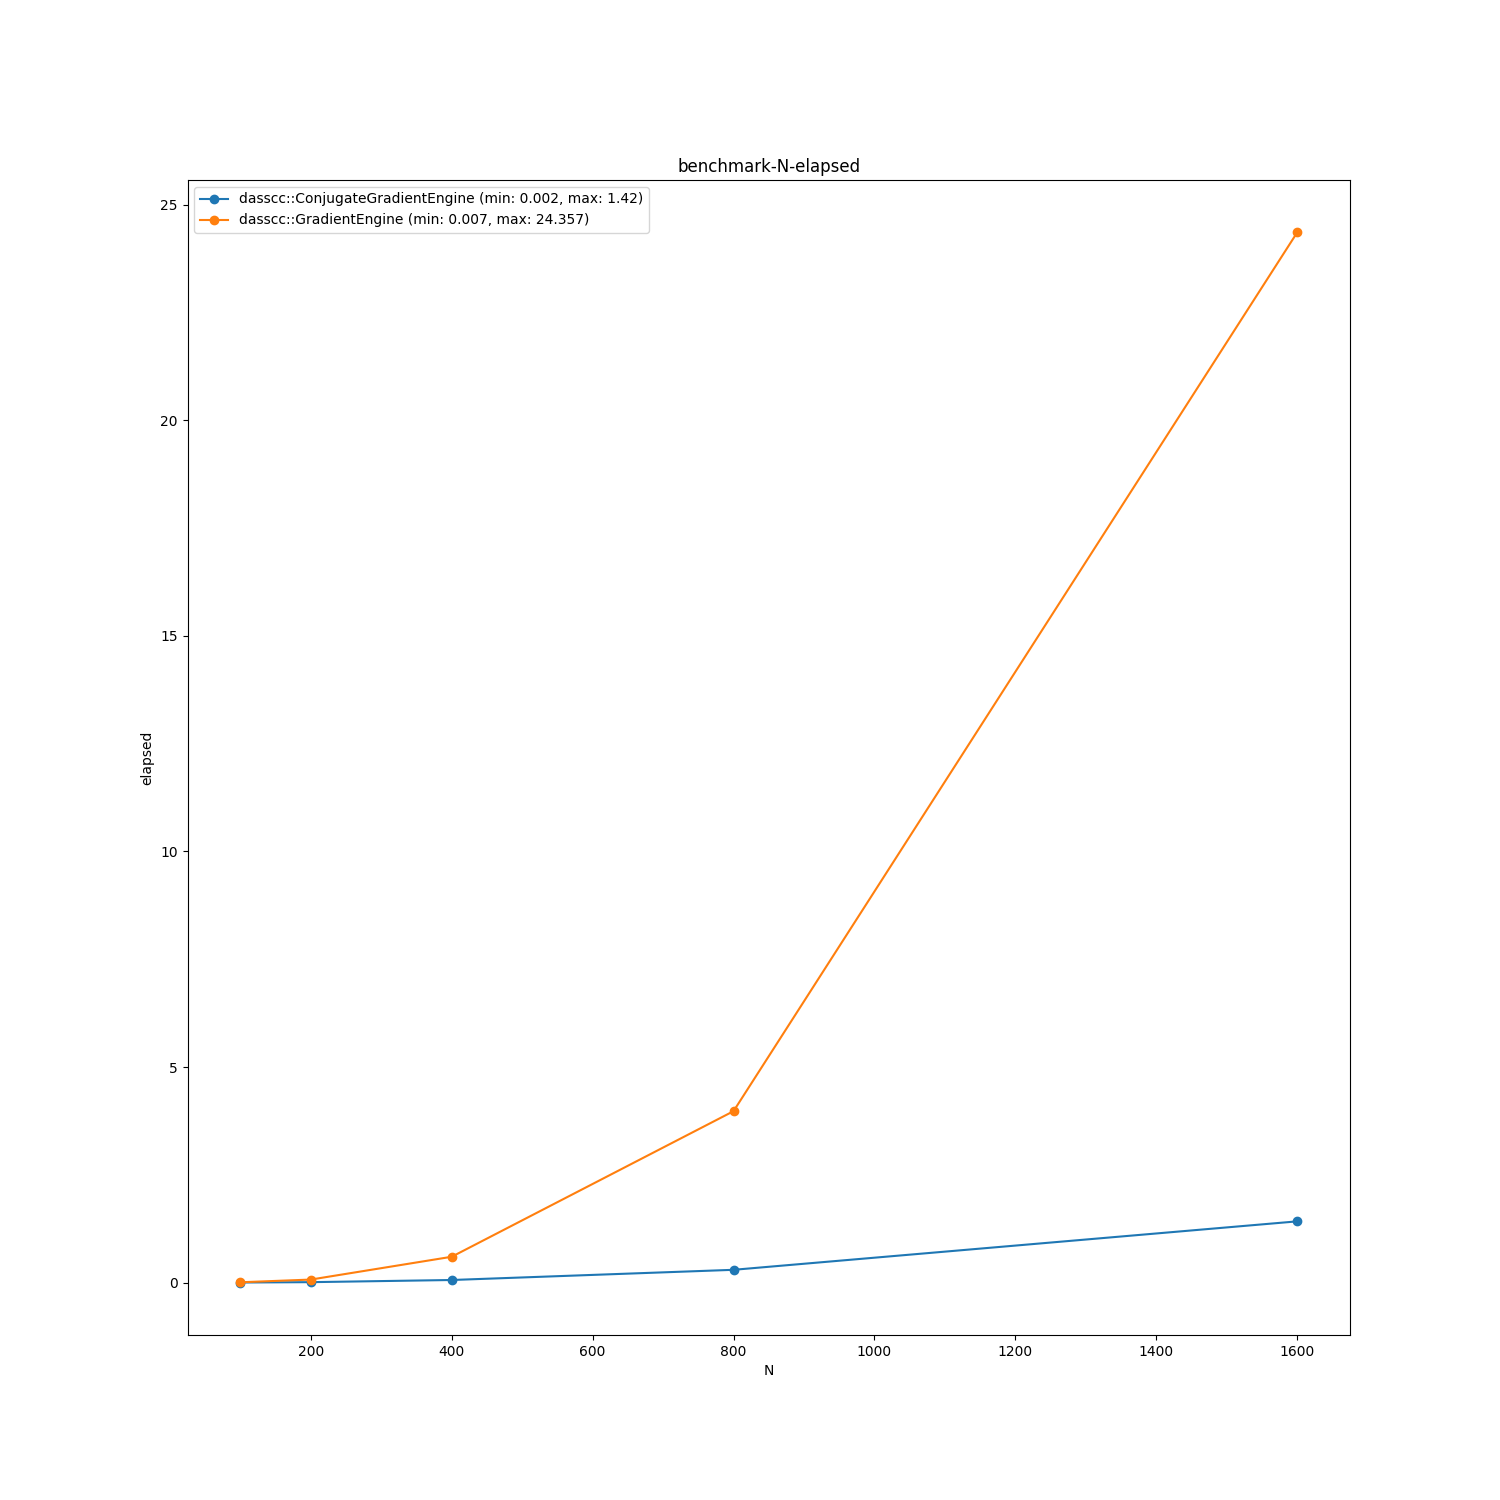 benchmark-N-elapsed
dasscc::ConjugateGradientEngine (min: 0.002, max: 1.42)
dasscc::GradientEngine (min: 0.007, max: 24.357)
25
20
15
10
5
0
elapsed
200 400 600 800 1000 1200 1400 1600
N